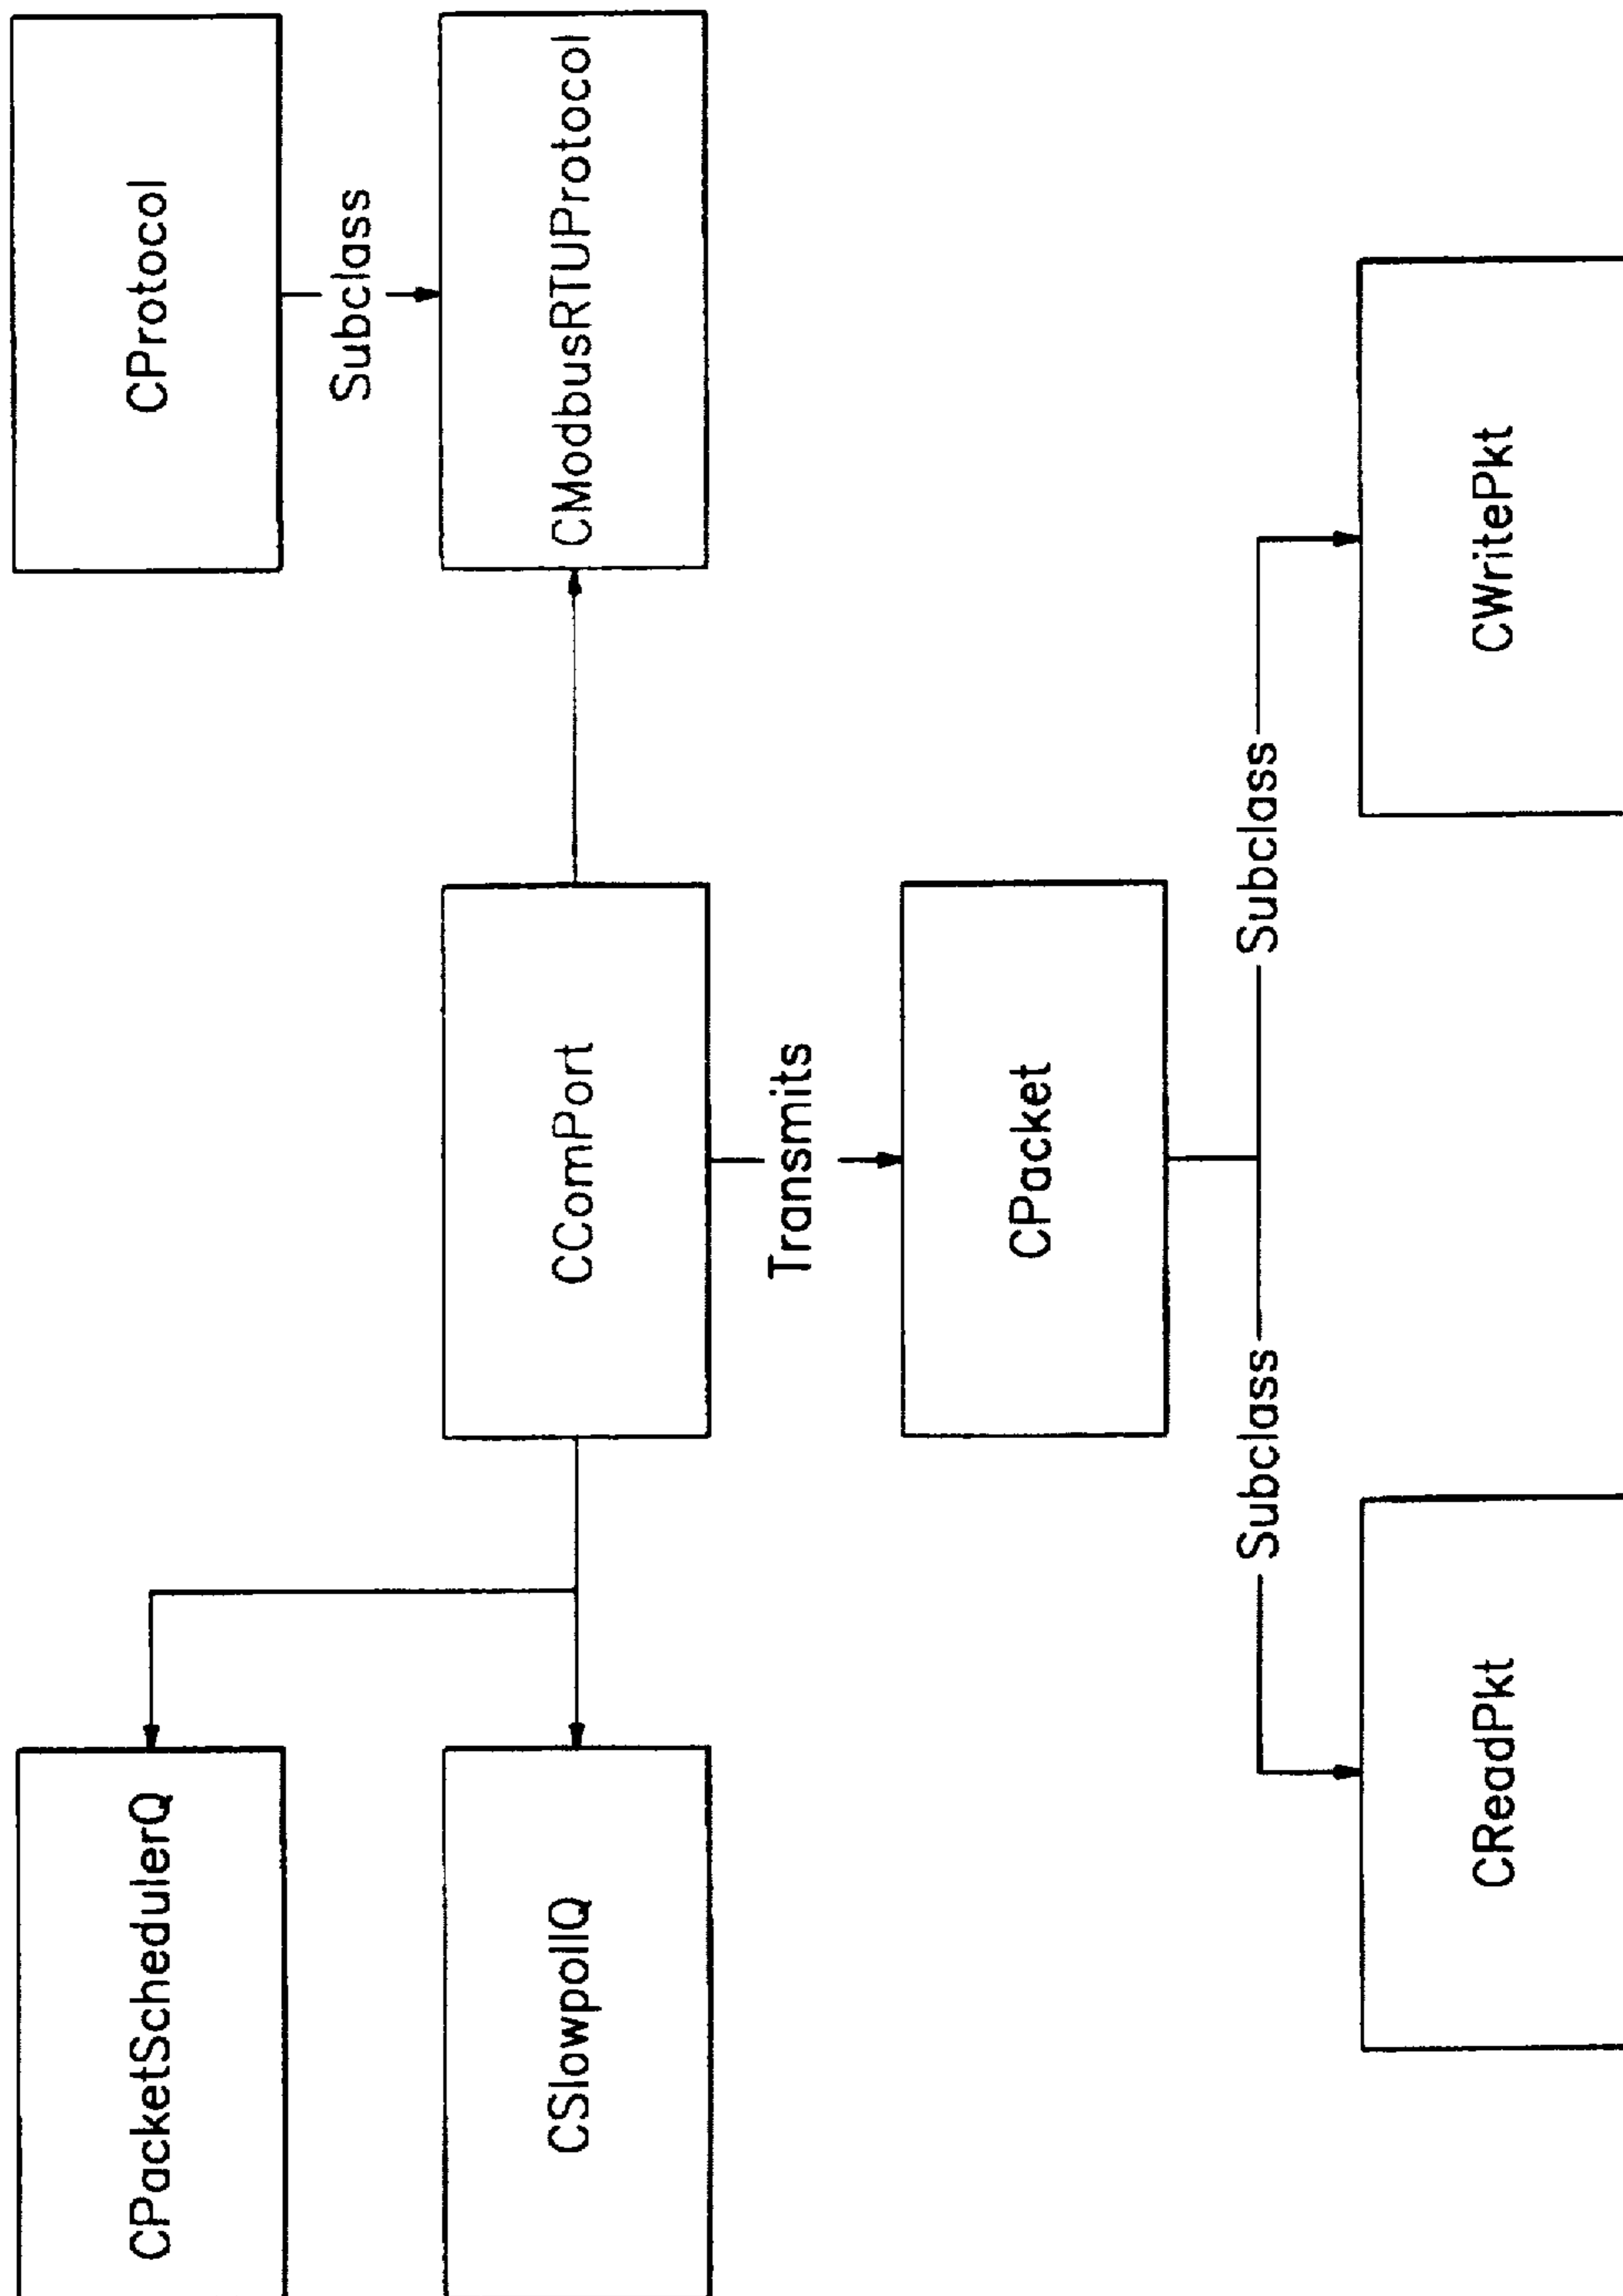 CPacketSchedulerQ
CProtocol
Subclass
CSlowpollQ
CComPort
CModbusRTUProtocol
Transmits
CPacket
Subclass
Subclass
CReadPkt
CWritePkt